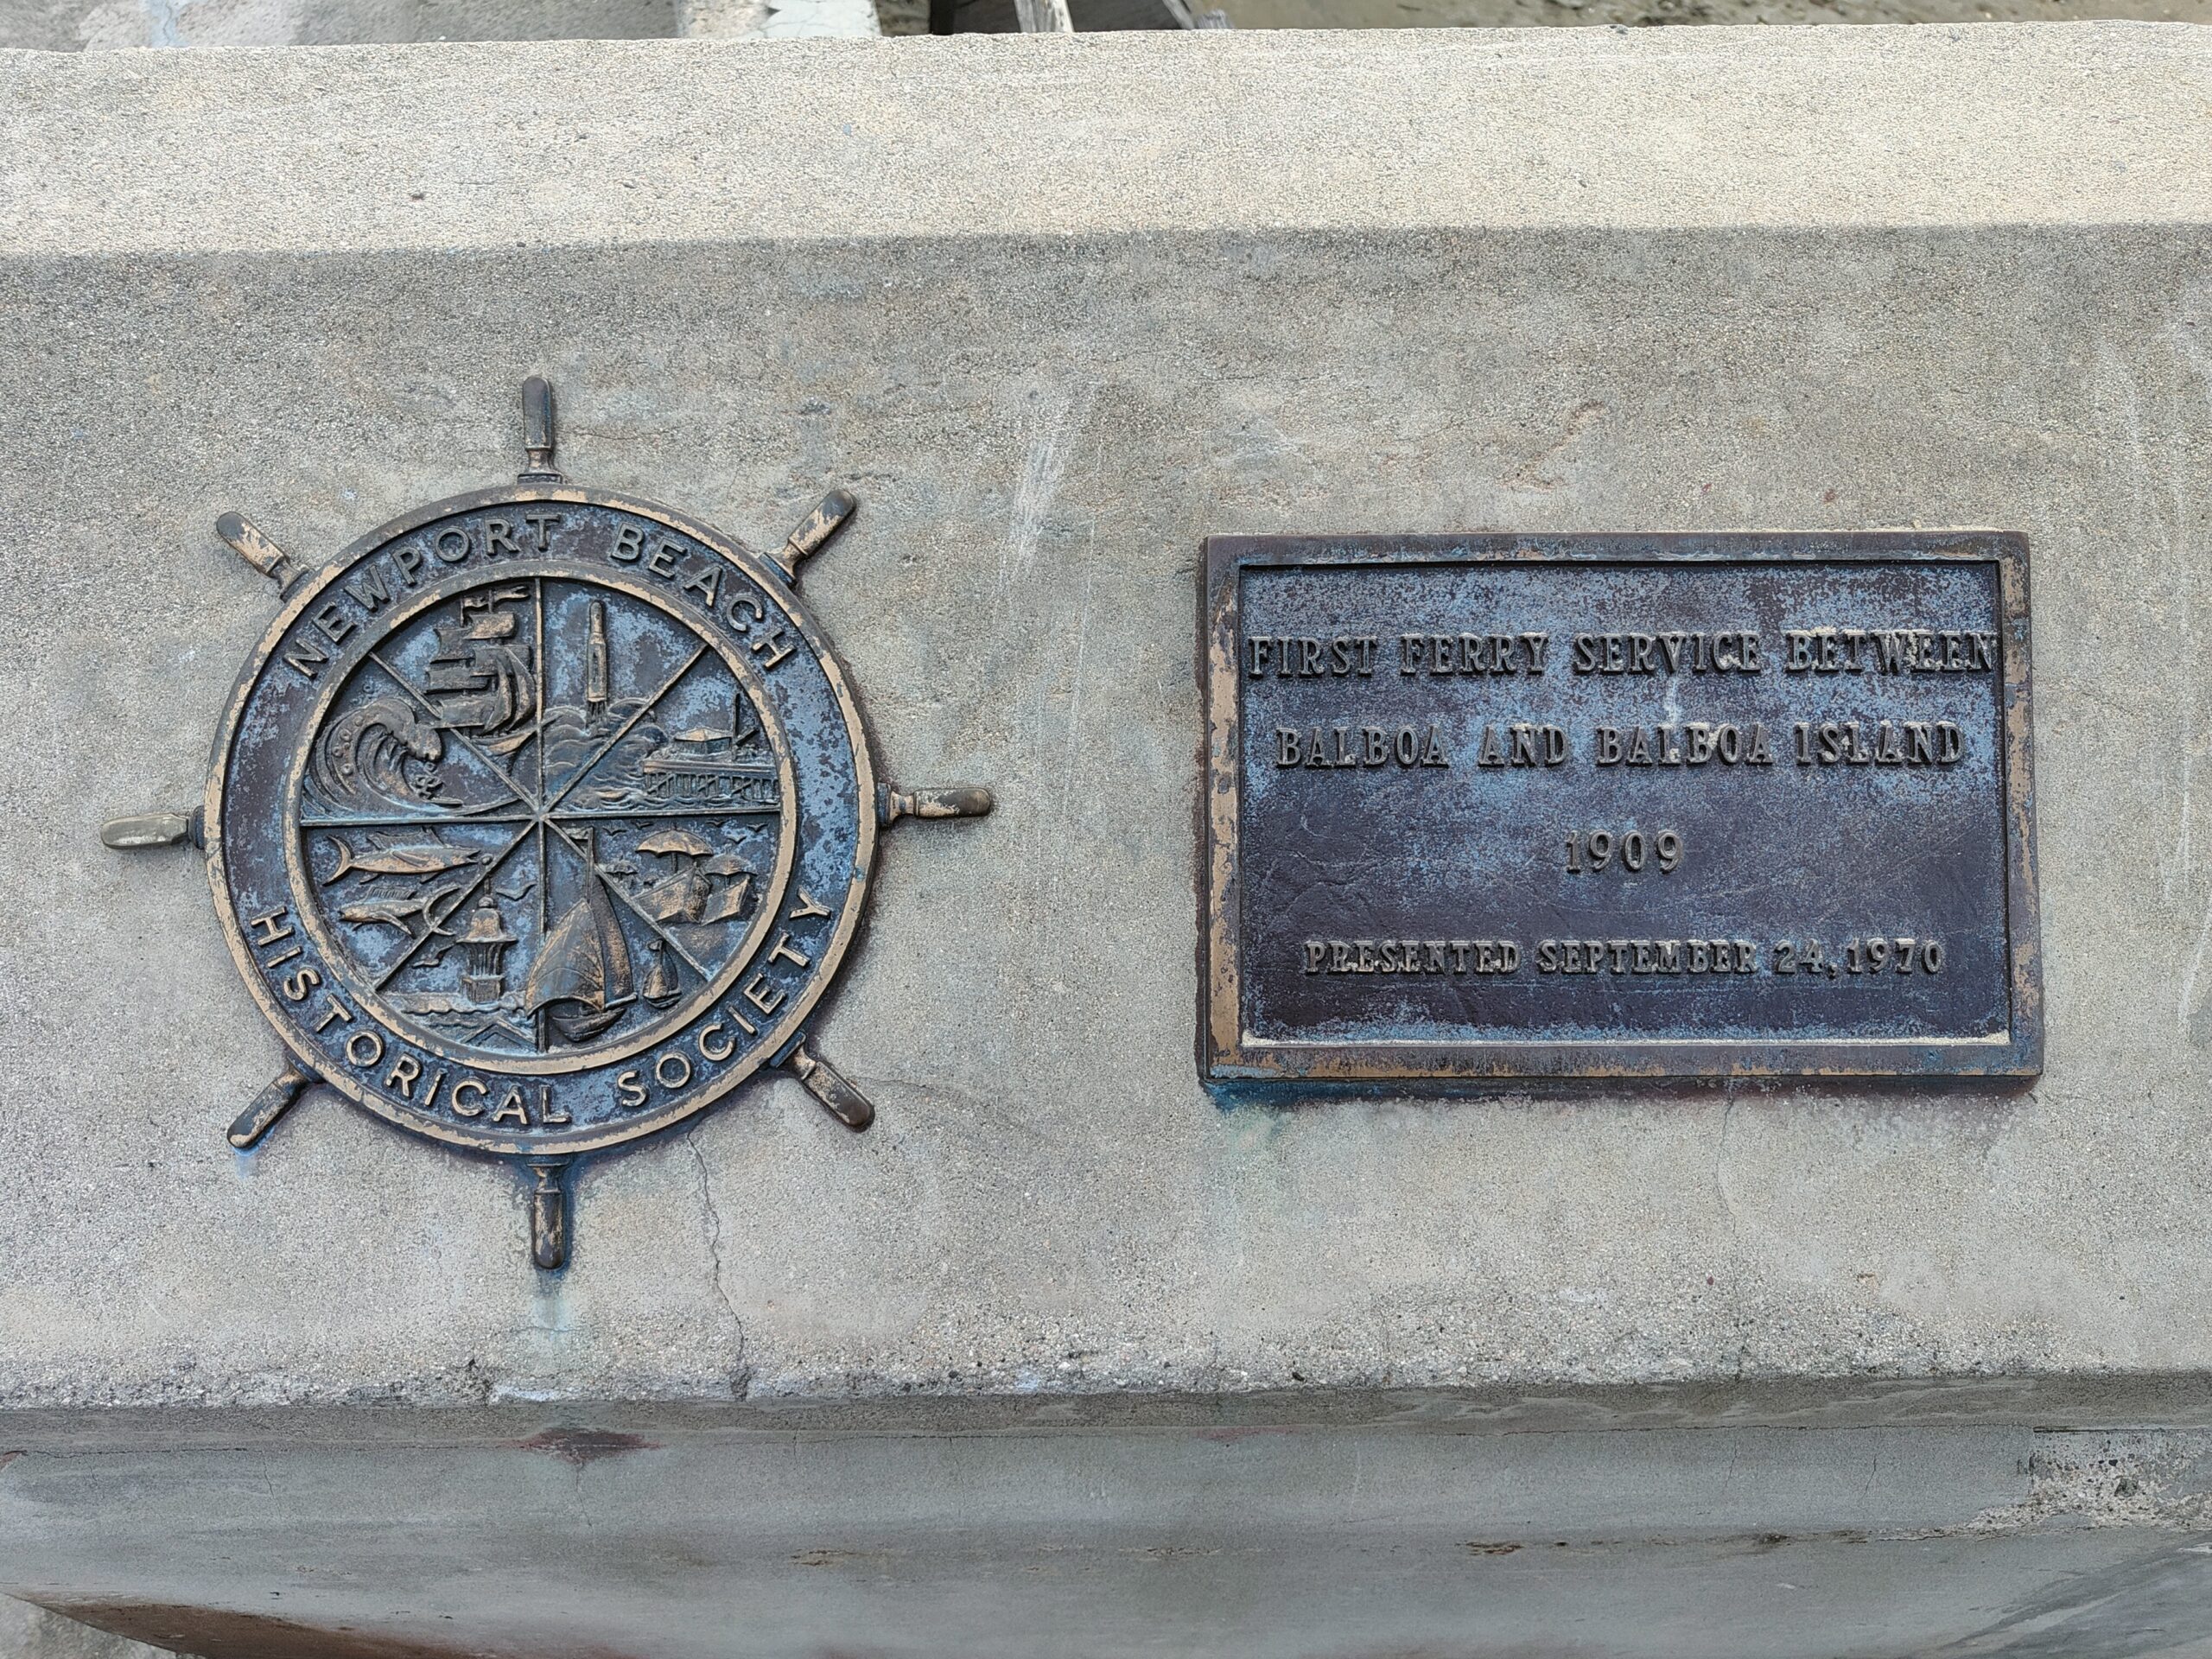 NEWPORT BEACH
HISTORICAL SOCIETY
FIRST FERRY SERVICE BETWEEN
BALBOA AND BALBOA ISLAND
1909
PRESENTED SEPTEMBER 24, 1970